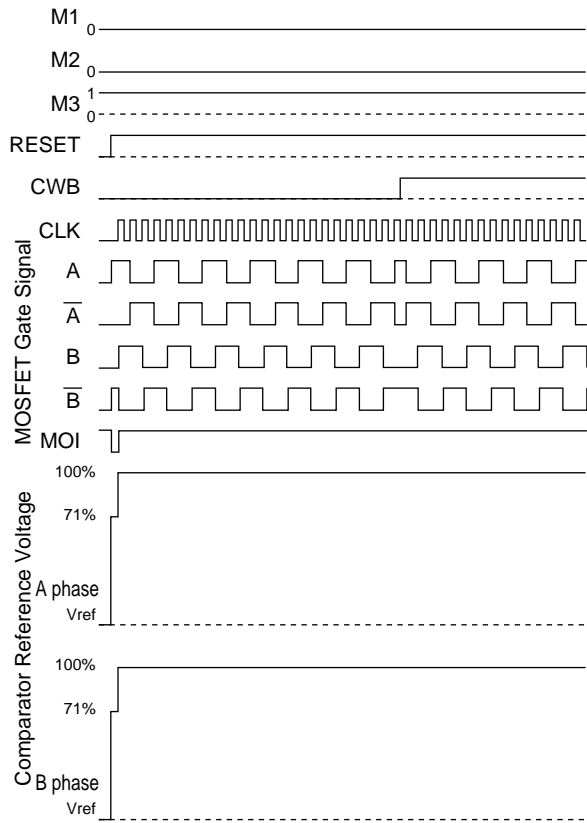 M1
0
M2
0
M3
1
0
RESET
CWB
CLK
MOSFET Gate Signal
A
A
B
B
MOI
Comparator Reference Voltage
100%
71%
A phase
Vref
100%
71%
B phase
Vref